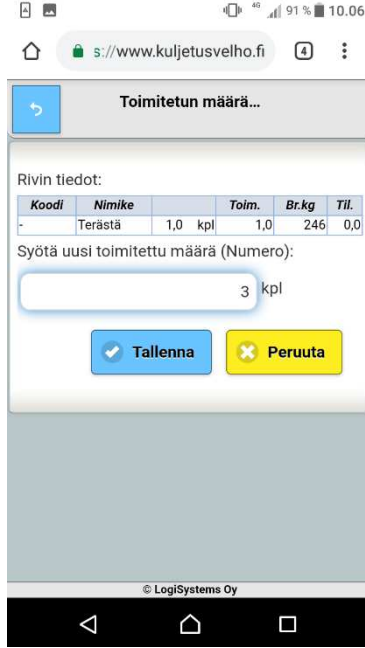 4G 91 % 10.06
s://www.kuljetusvelho.fi 4
Toimitetun määrä...
Rivin tiedot:
Koodi Nimike Toim. Br.kg Til.
- Terästä 1,0 kpl 1,0 246 0,0
Syötä uusi toimitettu määrä (Numero):
3 kpl
Tallenna Peruuta
© LogiSystems Oy